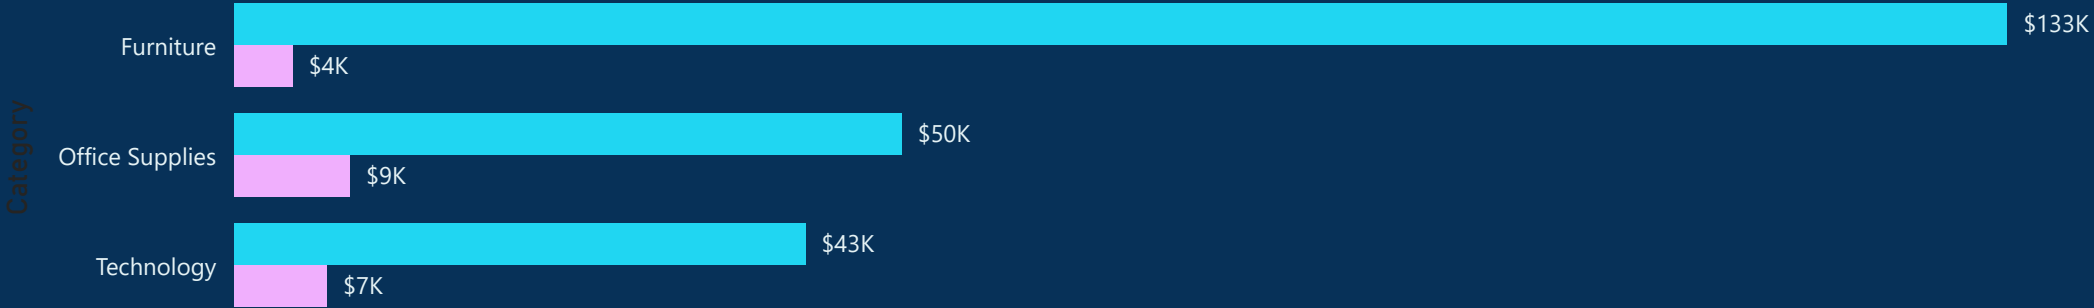 Category
Furniture
$133K
$4K
Office Supplies
$50K
$9K
Technology
$43K
$7K